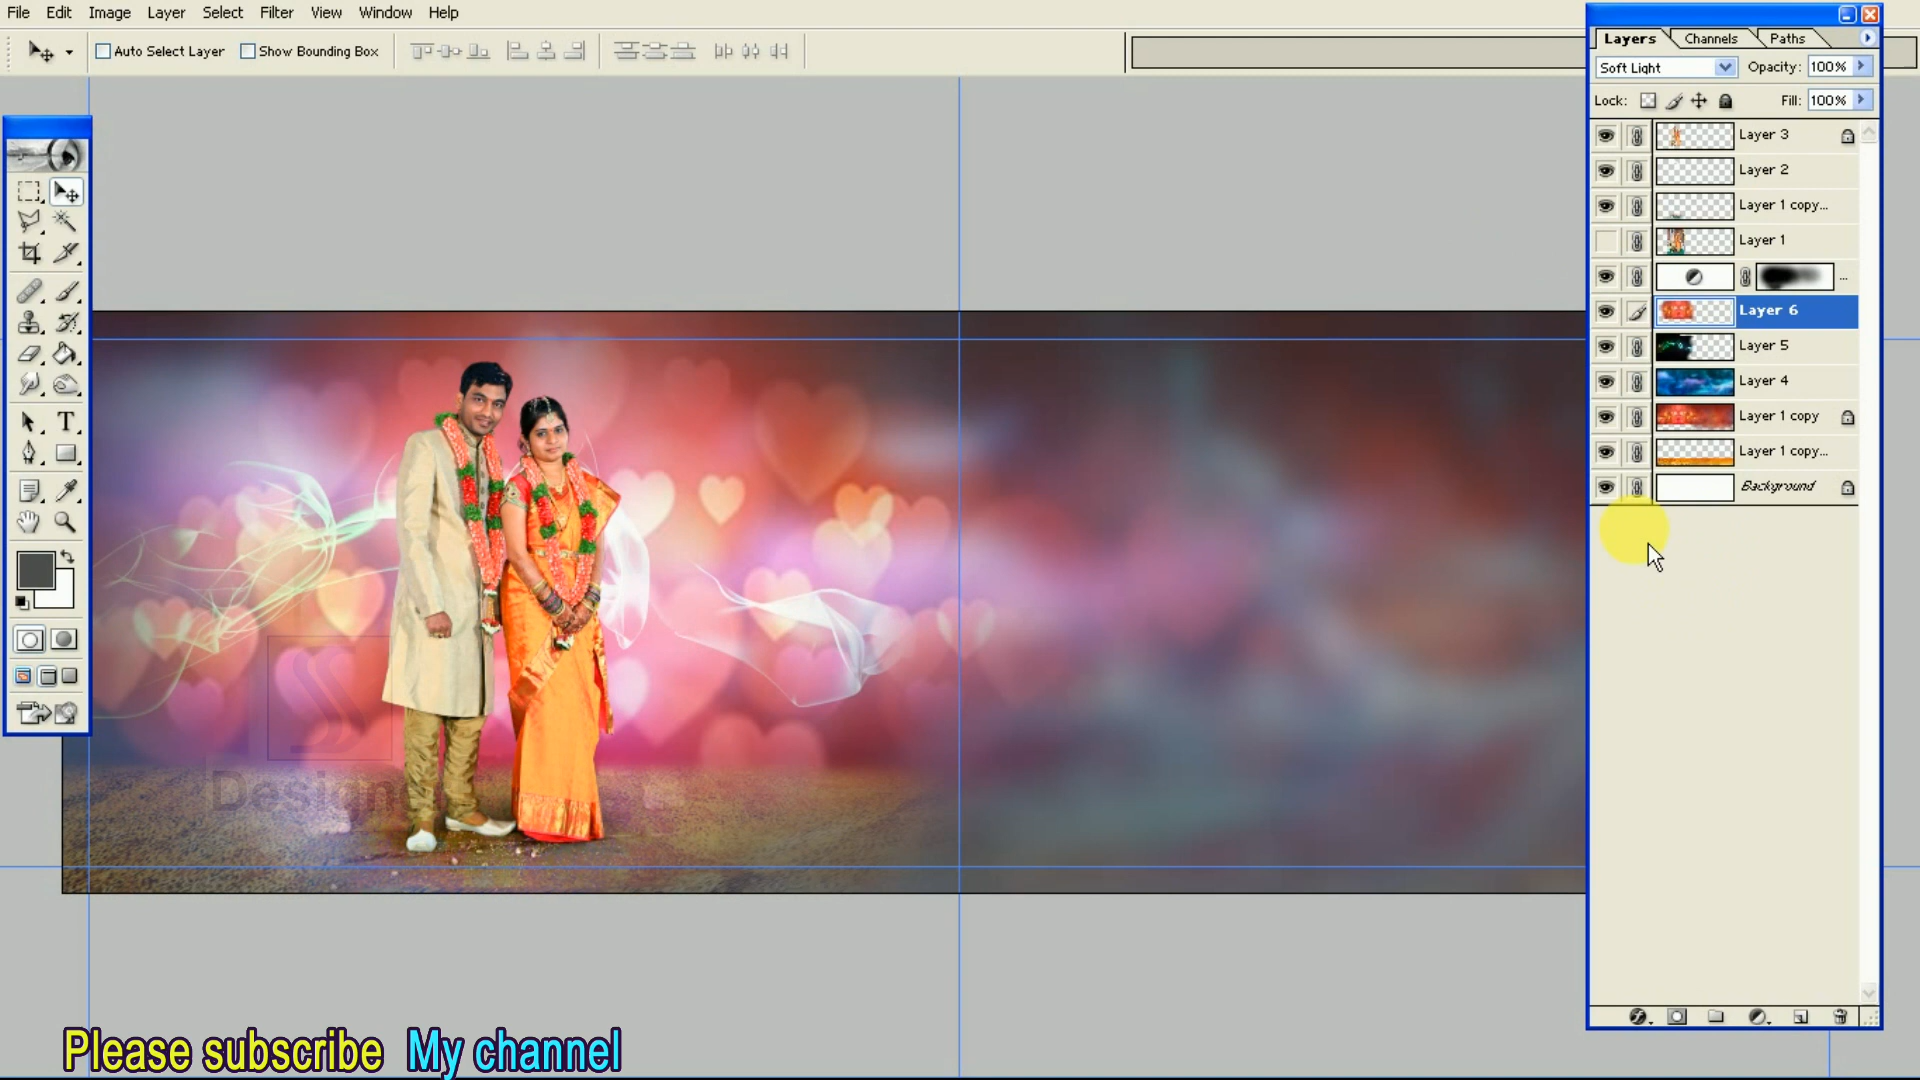 File Edit Image Layer Select Filter View Window Help
Auto Select Layer Show Bounding Box
Layers Channels Paths
Soft Light Opacity: 100%
Lock: Fill: 100%
Layer 3
Layer 2
Layer 1 copy...
Layer 1
...
Layer 6
Layer 5
Layer 4
Layer 1 copy
Layer 1 copy...
Background
T
Design
Please subscribe My channel